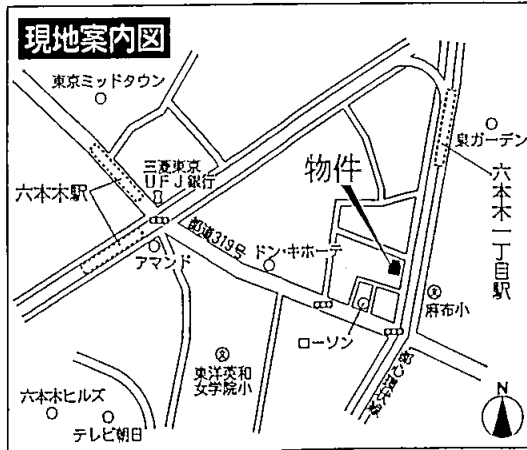 現地案内図
東京ミッドタウン
三菱東京
UFJ銀行
六本木駅
アマンド
都道319号
ドン・キホーテ
物件
泉ガーデン
六本木一丁目駅
麻布小
ローソン
東洋英和
女学院小
六本木ヒルズ
テレビ朝日
N